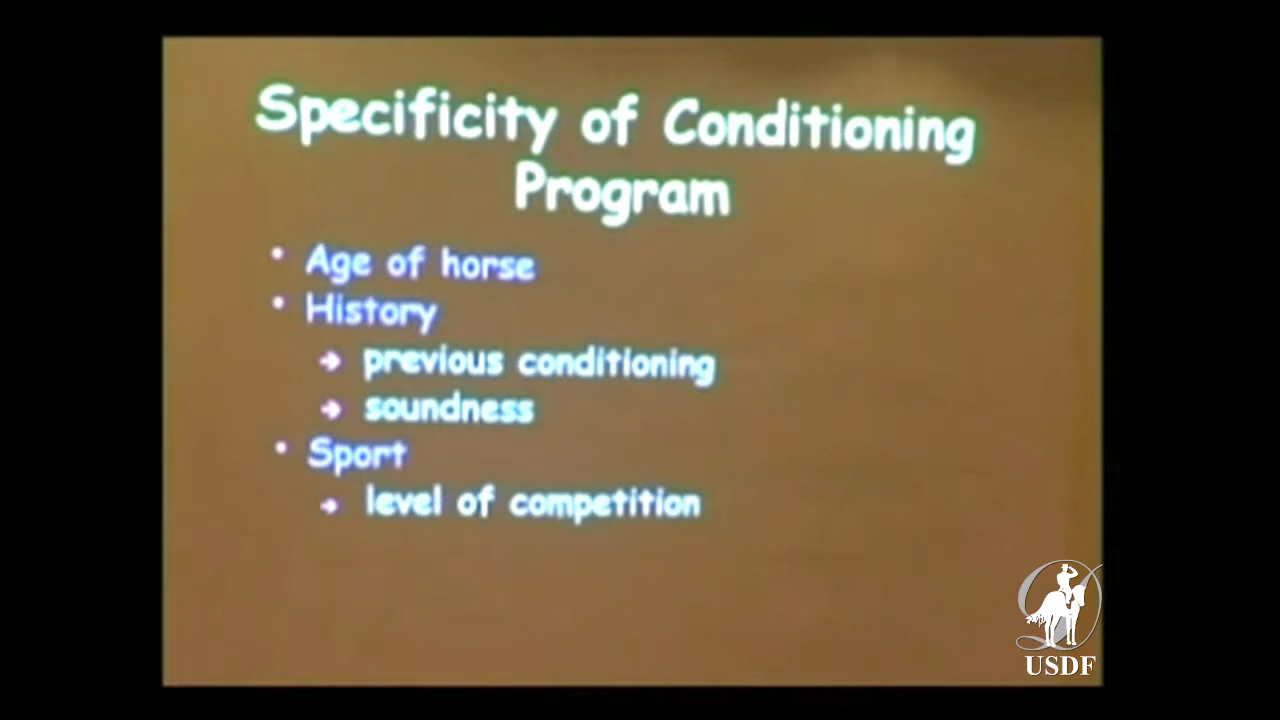 Specificity of Conditioning
Program
• Age of horse
• History
➔ previous conditioning
➔ soundness
• Sport
➔ level of competition
USDF